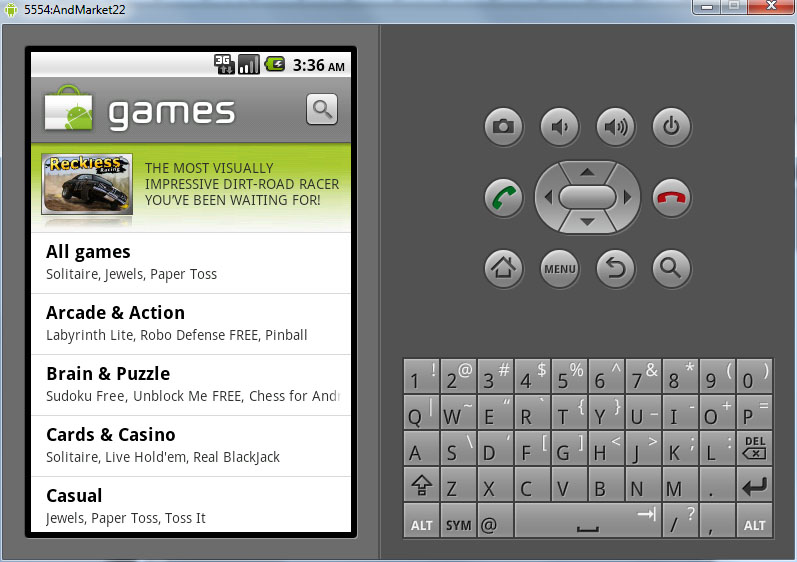 5554:AndMarket22
3G
3:36 AM
games
Reckless
Racing
THE MOST VISUALLY
IMPRESSIVE DIRT-ROAD RACER
YOU'VE BEEN WAITING FOR!
All games
Solitaire, Jewels, Paper Toss
Arcade & Action
Labyrinth Lite, Robo Defense FREE, Pinball
Brain & Puzzle
Sudoku Free, Unblock Me FREE, Chess for Andr
Cards & Casino
Solitaire, Live Hold'em, Real BlackJack
Casual
Jewels, Paper Toss, Toss It
MENU
1 ! 2 @ 3 # 4 $ 5 % 6 ^ 7 & 8 * 9 ( 0 )
Q | W ~ E “ R ` T { Y } U _ I - O + P =
A S \ D ‘ F [ G ] H < J > K ; L : DEL
Z X C V B N M .
ALT SYM @ / ? , ALT